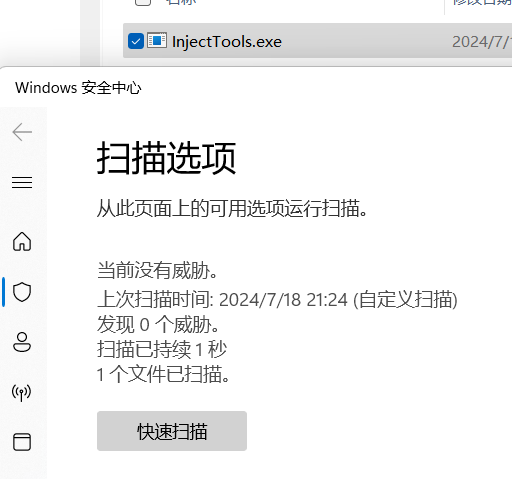 名称
修改日期
InjectTools.exe
2024/7/1
Windows 安全中心
扫描选项
从此页面上的可用选项运行扫描。
当前没有威胁。
上次扫描时间: 2024/7/18 21:24 (自定义扫描)
发现 0 个威胁。
扫描已持续 1 秒
1 个文件已扫描。
快速扫描